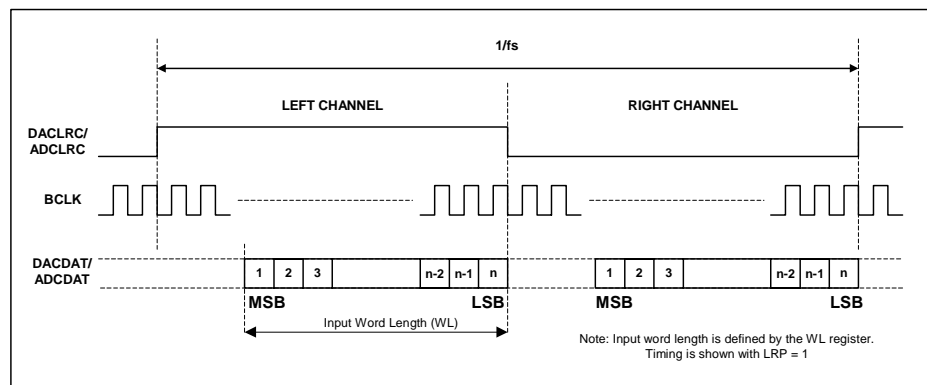 1/fs
LEFT CHANNEL RIGHT CHANNEL
DACLRC/
ADCLRC
BCLK
DACDAT/
ADCDAT
1 2 3 n-2 n-1 n 1 2 3 n-2 n-1 n
MSB LSB MSB LSB
Input Word Length (WL)
Note: Input word length is defined by the WL register.
Timing is shown with LRP = 1